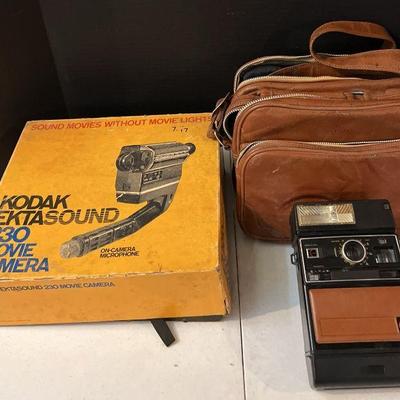 SOUND MOVIES WITHOUT MOVIE LIGHTS
7.17
KODAK
EKTASOUND
230
MOVIE
CAMERA
ON-CAMERA
MICROPHONE
EKTASOUND 230 MOVIE CAMERA